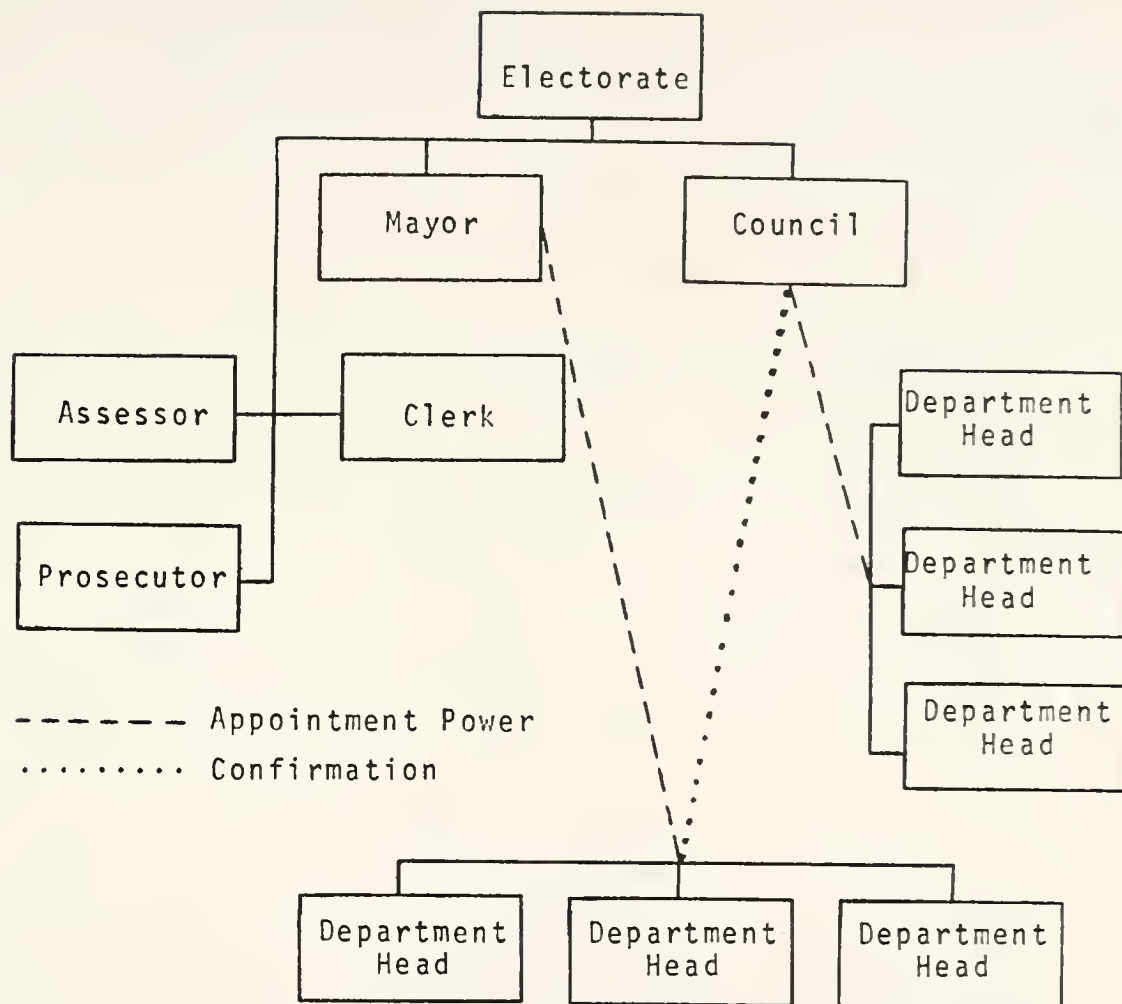 Electorate
Mayor
Council
Assessor
Clerk
Department
Head
Prosecutor
Department
Head
Department
Head
Appointment Power
Confirmation
Department
Head
Department
Head
Department
Head